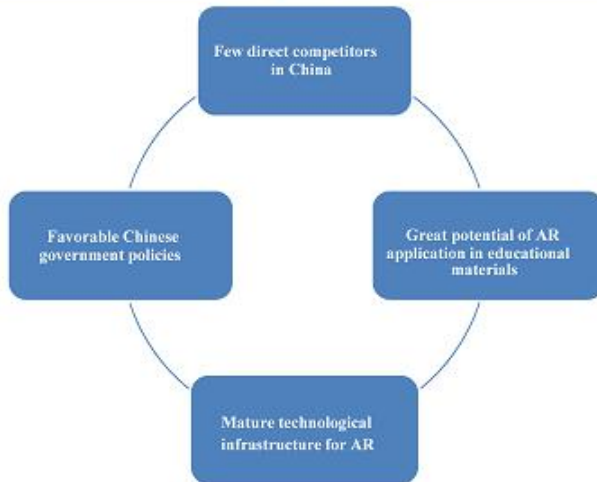 Few direct competitors
in China
Favorable Chinese
government policies
Great potential of AR
application in educational
materials
Mature technological
infrastructure for AR